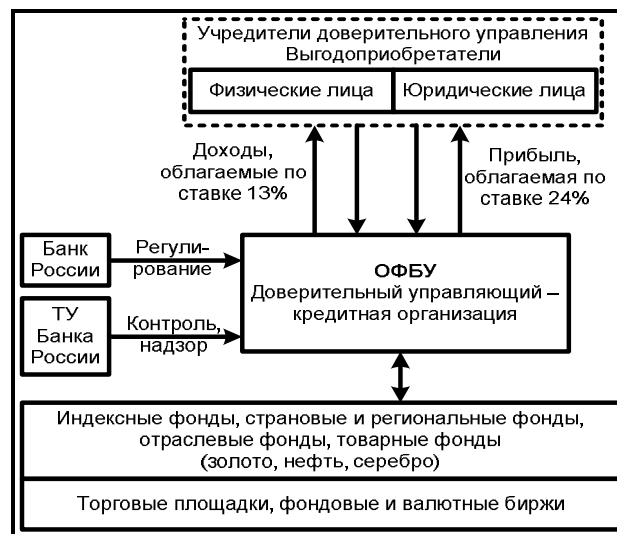 Учредители доверительного управления
Выгодоприобретатели
Физические лица
Юридические лица
Доходы,
облагаемые по
ставке 13%
Прибыль,
облагаемая по
ставке 24%
Банк
России
Регули-
рование
ОФБУ
Доверительный управляющий –
кредитная организация
ТУ
Банка
России
Контроль,
надзор
Индексные фонды, страновые и региональные фонды,
отраслевые фонды, товарные фонды
(золото, нефть, серебро)
Торговые площадки, фондовые и валютные биржи